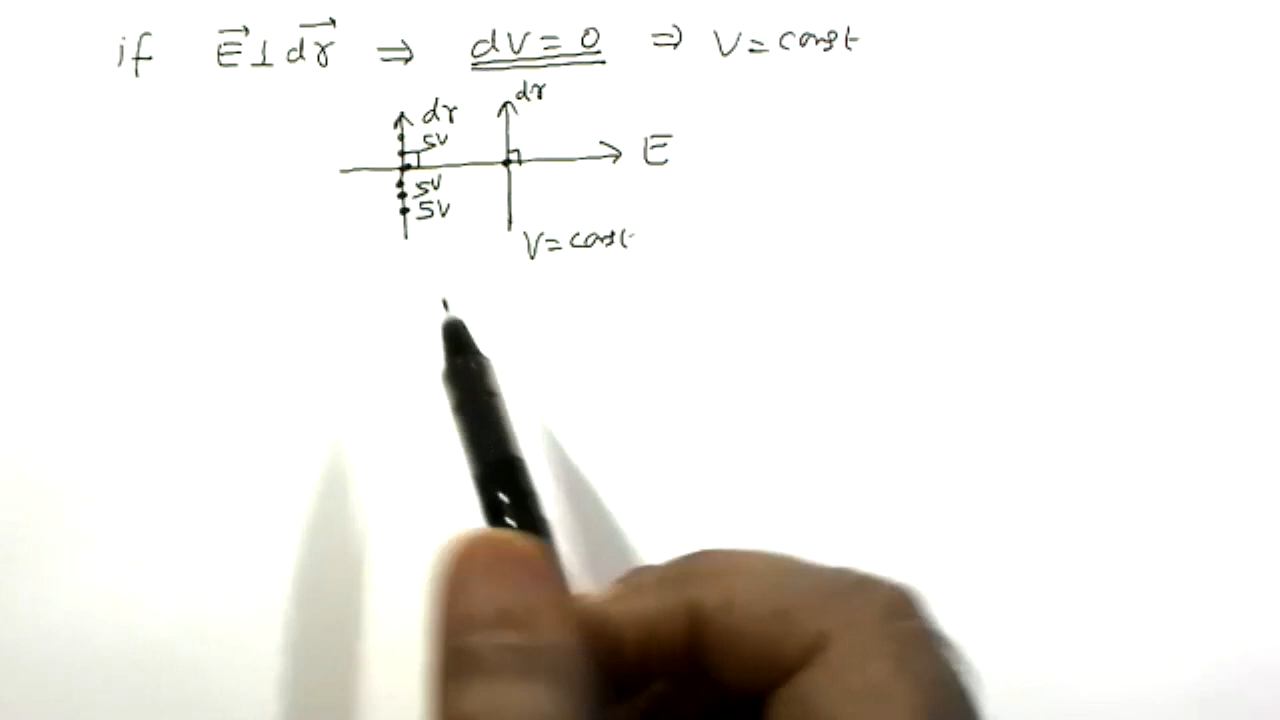 if E⃗ ⊥ dr⃗ ⇒ dV = 0 ⇒ V = const
dr dr
5V
E
5V
5V
V = const